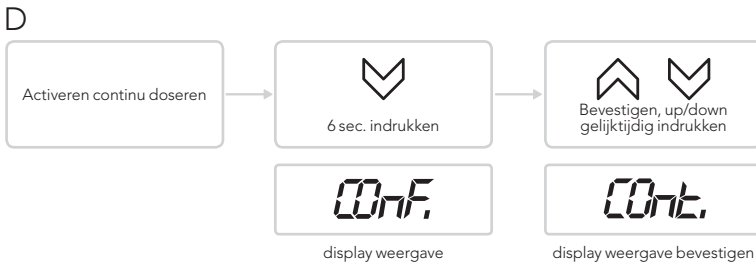 D
Activeren continu doseren
6 sec. indrukken
Bevestigen, up/down
gelijktijdig indrukken
COnF.
COnt.
display weergave
display weergave bevestigen